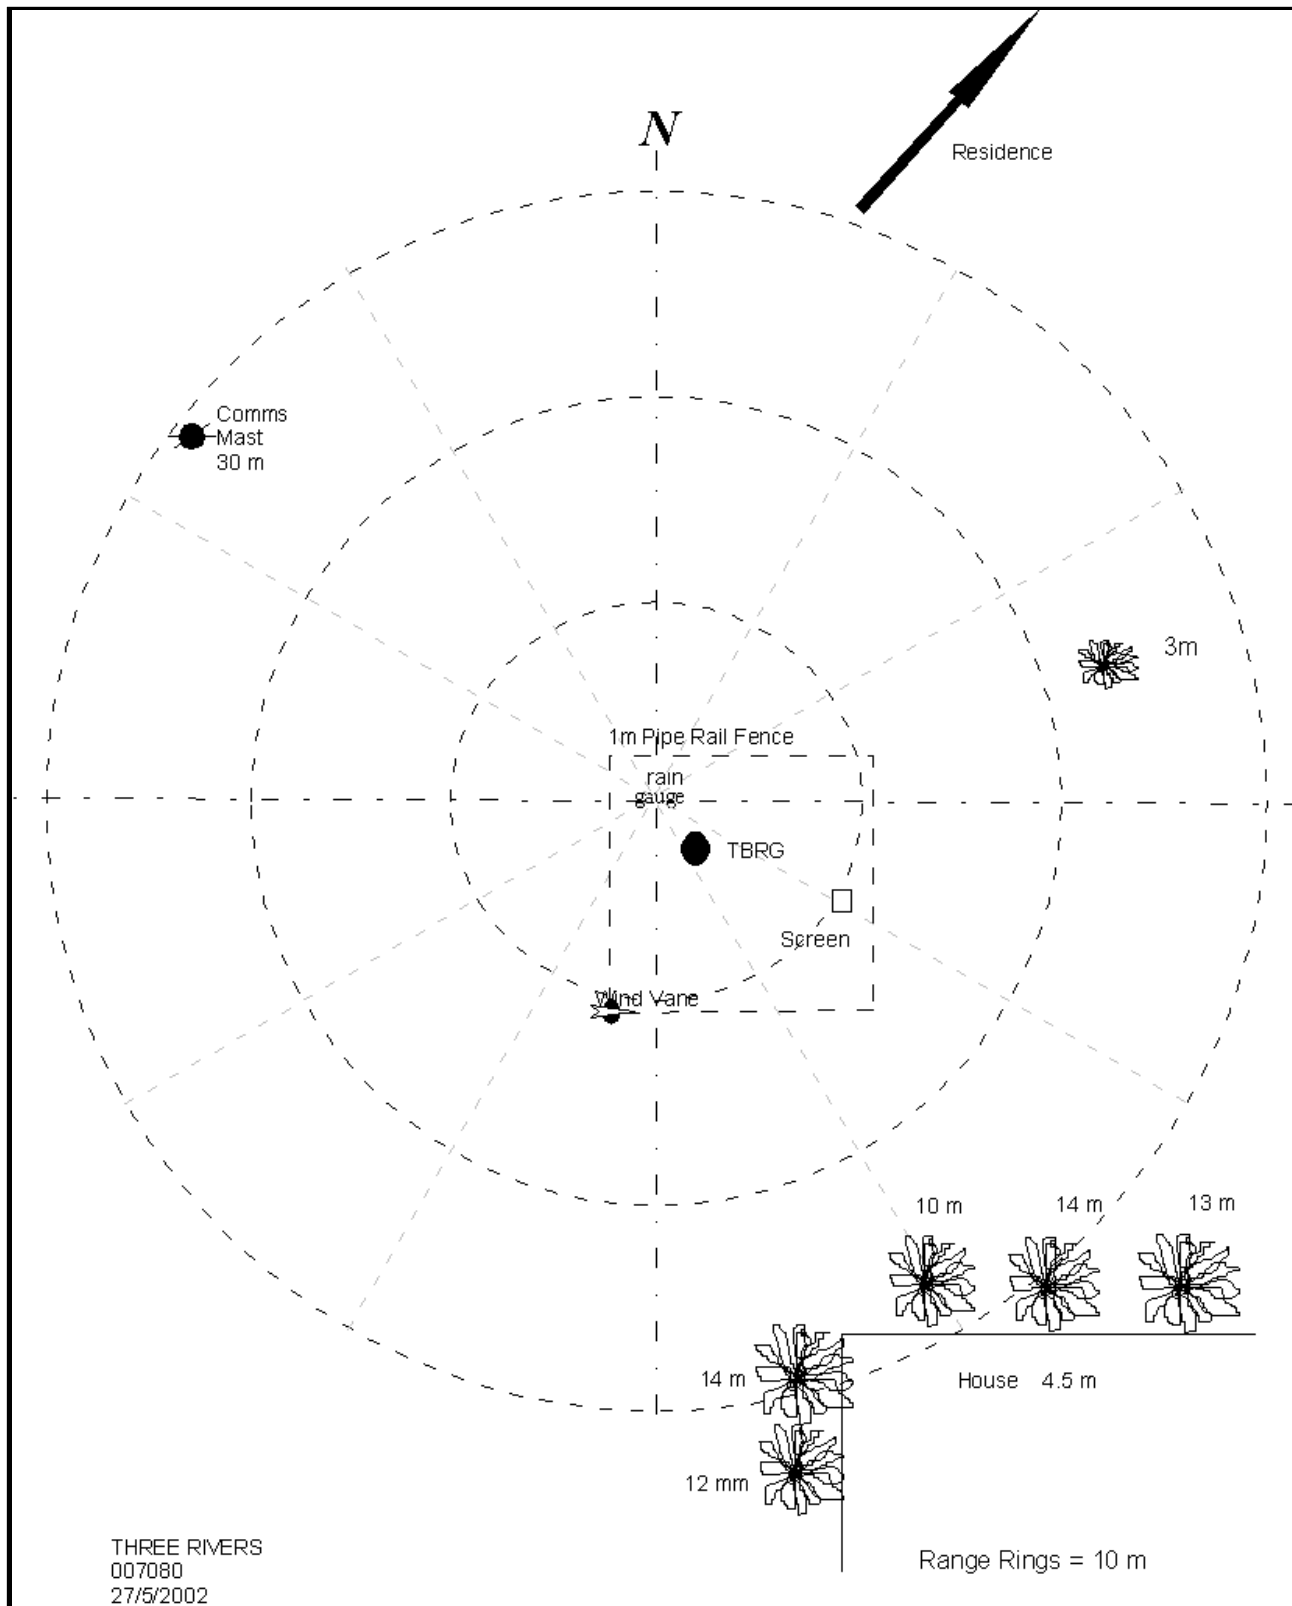 N
Residence
Comms
Mast
30 m
3m
1m Pipe Rail Fence
rain
gauge
TBRG
Screen
Wind Vane
10 m
14 m
13 m
14 m
House 4.5 m
12 mm
Range Rings = 10 m
THREE RIVERS
007080
27/5/2002